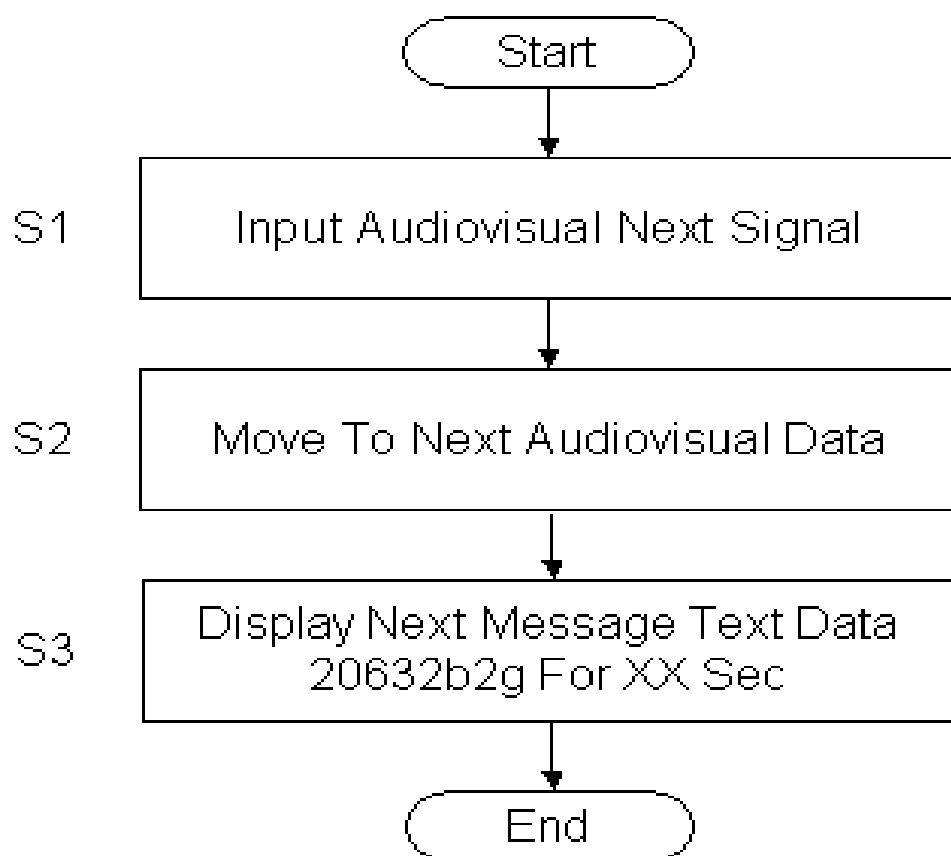 Start
S1
Input Audiovisual Next Signal
S2
Move To Next Audiovisual Data
S3
Display Next Message Text Data
20632b2g For XX Sec
End